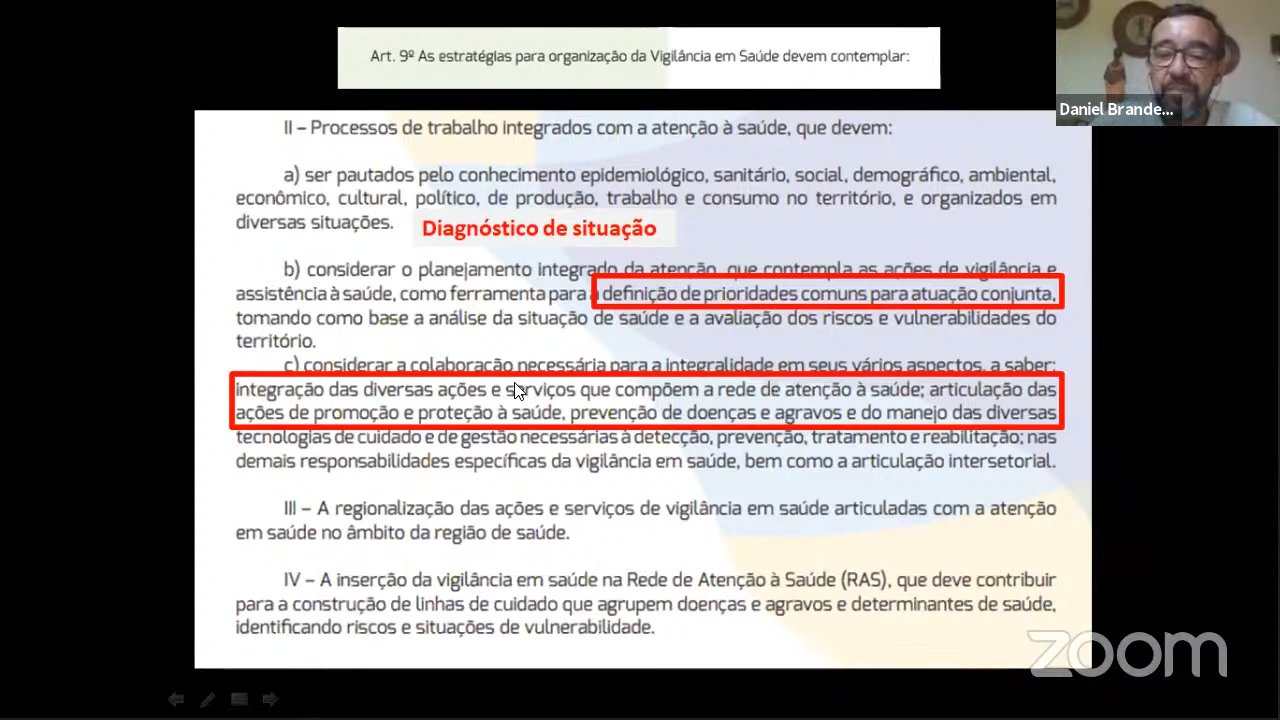 Art. 9º As estratégias para organização da Vigilância em Saúde devem contemplar:
Daniel Brande...
II – Processos de trabalho integrados com a atenção à saúde, que devem:
a) ser pautados pelo conhecimento epidemiológico, sanitário, social, demográfico, ambiental,
econômico, cultural, político, de produção, trabalho e consumo no território, e organizados em
diversas situações.
Diagnóstico de situação
b) considerar o planejamento integrado da atenção, que contempla as ações de vigilância e
assistência à saúde, como ferramenta para a definição de prioridades comuns para atuação conjunta,
tomando como base a análise da situação de saúde e a avaliação dos riscos e vulnerabilidades do
território.
c) considerar a colaboração necessária para a integralidade em seus vários aspectos, a saber:
integração das diversas ações e serviços que compõem a rede de atenção à saúde; articulação das
ações de promoção e proteção à saúde, prevenção de doenças e agravos e do manejo das diversas
tecnologias de cuidado e de gestão necessárias à detecção, prevenção, tratamento e reabilitação; nas
demais responsabilidades específicas da vigilância em saúde, bem como a articulação intersetorial.
III – A regionalização das ações e serviços de vigilância em saúde articuladas com a atenção
em saúde no âmbito da região de saúde.
IV – A inserção da vigilância em saúde na Rede de Atenção à Saúde (RAS), que deve contribuir
para a construção de linhas de cuidado que agrupem doenças e agravos e determinantes de saúde,
identificando riscos e situações de vulnerabilidade.
zoom